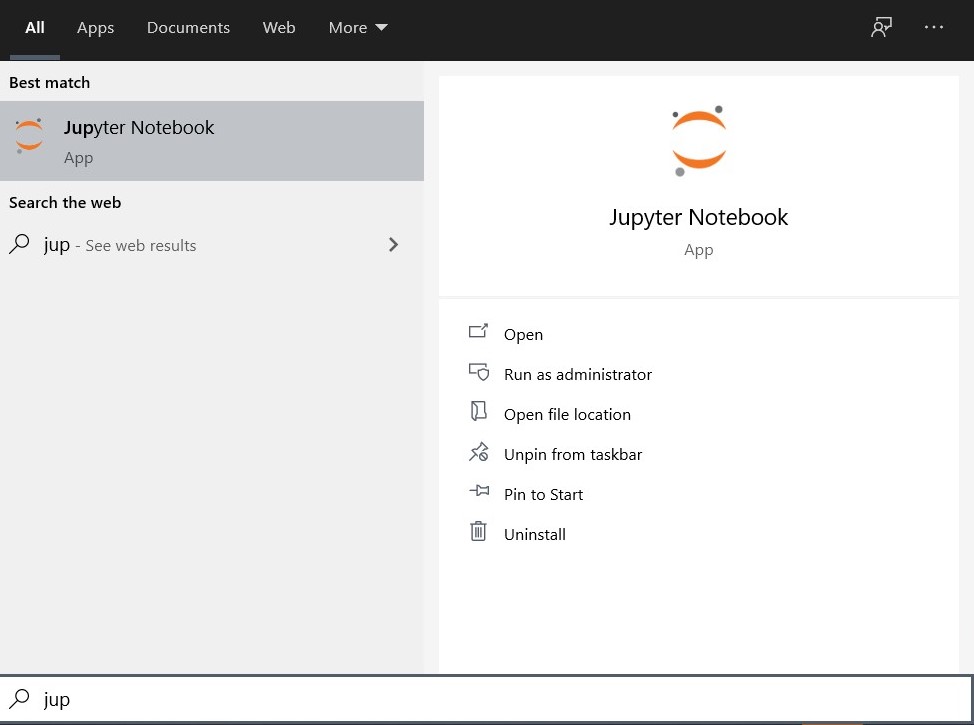 All Apps Documents Web More
Best match
Jupyter Notebook
App
Search the web
jup - See web results
Jupyter Notebook
App
Open
Run as administrator
Open file location
Unpin from taskbar
Pin to Start
Uninstall
jup